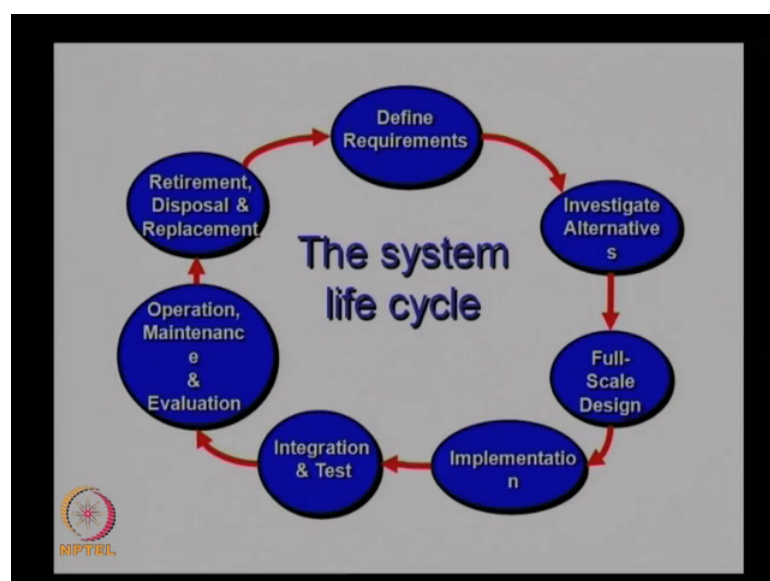 Define
Requirements
Investigate
Alternative
s
Full-
Scale
Design
Implementatio
n
Integration
& Test
Operation,
Maintenanc
e
&
Evaluation
Retirement,
Disposal &
Replacement
The system
life cycle
NPTEL